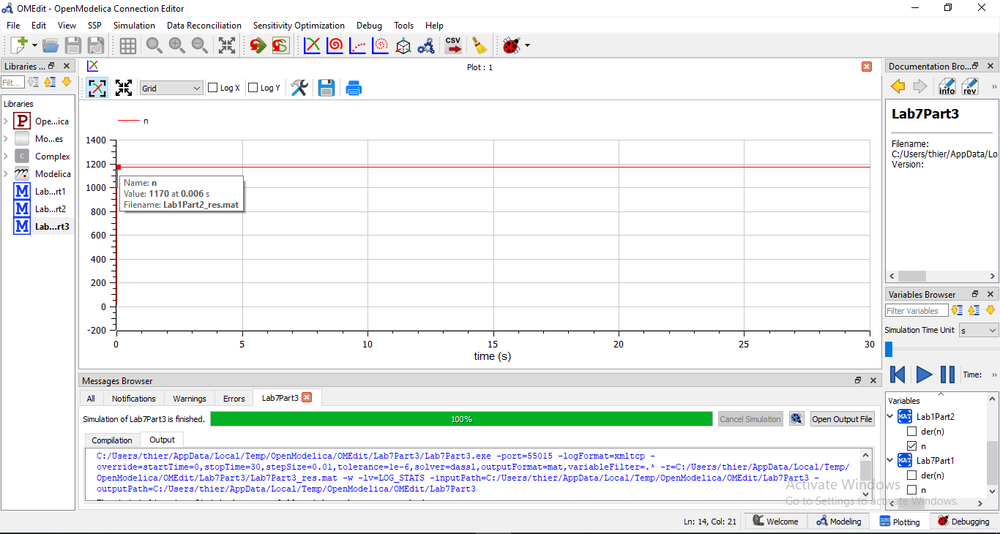 OMEdit - OpenModelica Connection Editor
File Edit View SSP Simulation Data Reconciliation Sensitivity Optimization Debug Tools Help
CSV
Libraries ...
Filt...
Libraries
P Ope...ica
Mo...es
C Complex
Modelica
M Lab...rt1
M Lab...rt2
M Lab...rt3
Plot : 1
Grid Log X Log Y
n
1400
1200
1000
800
600
400
200
0
-200
Name: n
Value: 1170 at 0.006 s
Filename: Lab1Part2_res.mat
0 5 10 15 20 25 30
time (s)
Messages Browser
All Notifications Warnings Errors Lab7Part3
Simulation of Lab7Part3 is finished. 100% Cancel Simulation Open Output File
Compilation Output
C:/Users/thier/AppData/Local/Temp/OpenModelica/OMEdit/Lab7Part3/Lab7Part3.exe -port=55015 -logFormat=xmltcp -
override=startTime=0,stopTime=30,stepSize=0.01,tolerance=1e-6,solver=dassl,outputFormat=mat,variableFilter=.* -r=C:/Users/thier/AppData/Local/Temp/
OpenModelica/OMEdit/Lab7Part3/Lab7Part3_res.mat -w -lv=LOG_STATS -inputPath=C:/Users/thier/AppData/Local/Temp/OpenModelica/OMEdit/Lab7Part3 -
outputPath=C:/Users/thier/AppData/Local/Temp/OpenModelica/OMEdit/Lab7Part3
Documentation Bro...
info rev »
Lab7Part3
Filename:
C:/Users/thier/AppData/Lo
Version:
Variables Browser
Filter Variables
Simulation Time Unit s
Time: »
Variables
MAT Lab1Part2
der(n)
n
MAT Lab7Part1
der(n)
n
Activate Windows
Go to Settings to activate Windows.
Ln: 14, Col: 21 Welcome Modeling Plotting Debugging